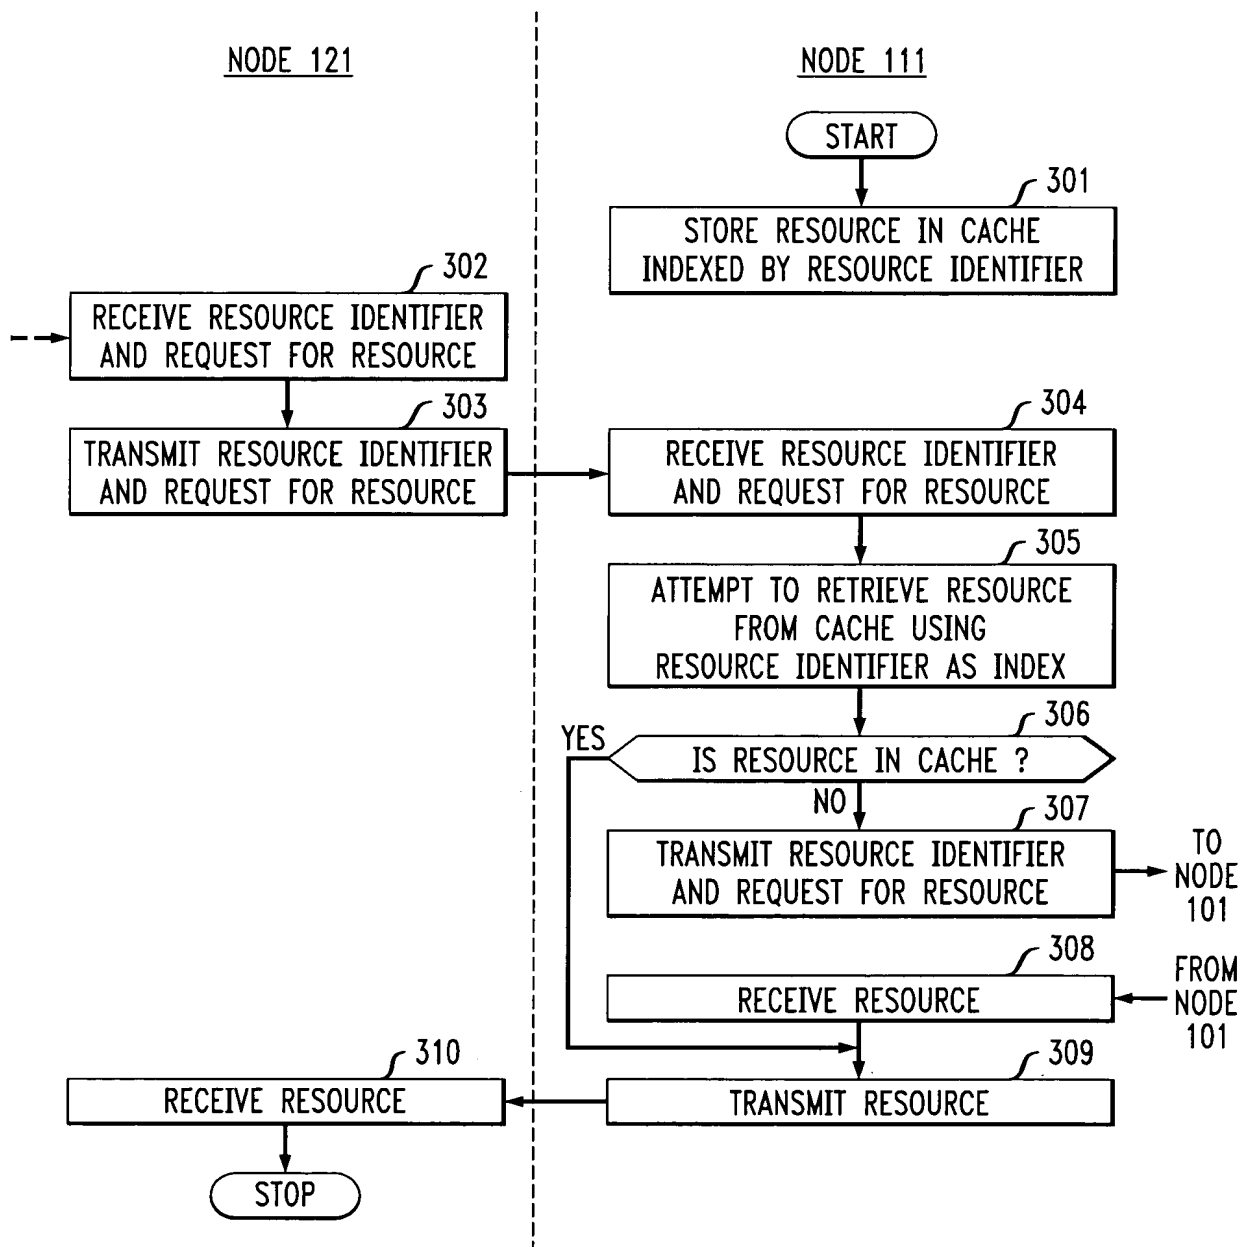 NODE 121
NODE 111
START
301
STORE RESOURCE IN CACHE
INDEXED BY RESOURCE IDENTIFIER
302
RECEIVE RESOURCE IDENTIFIER
AND REQUEST FOR RESOURCE
303
TRANSMIT RESOURCE IDENTIFIER
AND REQUEST FOR RESOURCE
304
RECEIVE RESOURCE IDENTIFIER
AND REQUEST FOR RESOURCE
305
ATTEMPT TO RETRIEVE RESOURCE
FROM CACHE USING
RESOURCE IDENTIFIER AS INDEX
306
YES
IS RESOURCE IN CACHE ?
NO
307
TRANSMIT RESOURCE IDENTIFIER
AND REQUEST FOR RESOURCE
TO
NODE
101
308
RECEIVE RESOURCE
FROM
NODE
101
309
TRANSMIT RESOURCE
310
RECEIVE RESOURCE
STOP